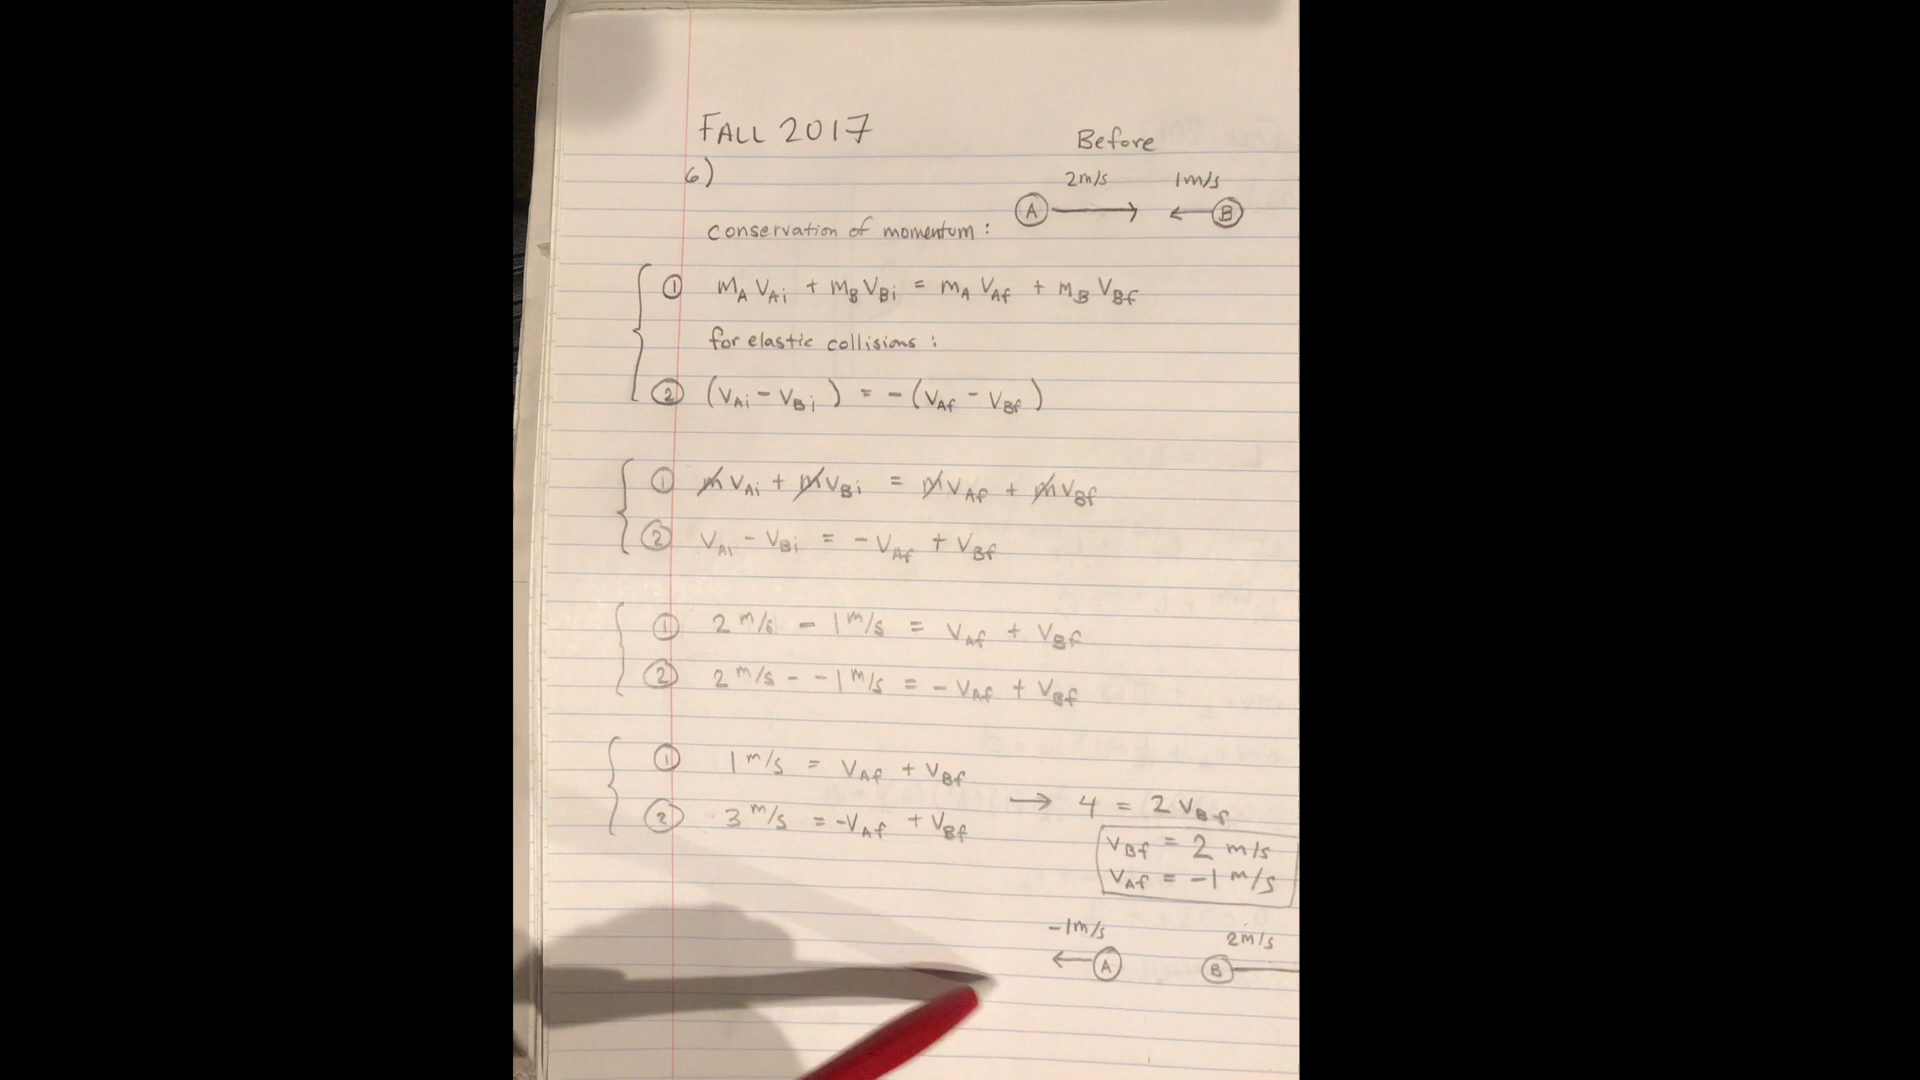 FALL 2017
Before
6)
2m/s 1m/s
A B
conservation of momentum:
① mA VAi + mB VBi = mA VAf + mB VBf
for elastic collisions:
② (VAi - VBi) = -(VAf - VBf)
① m VAi + m VBi = m VAf + m VBf
② VAi - VBi = -VAf + VBf
① 2 m/s - 1 m/s = VAf + VBf
② 2 m/s - -1 m/s = -VAf + VBf
① 1 m/s = VAf + VBf
→ 4 = 2 VBf
② 3 m/s = -VAf + VBf
VBf = 2 m/s
VAf = -1 m/s
-1m/s 2m/s
A B